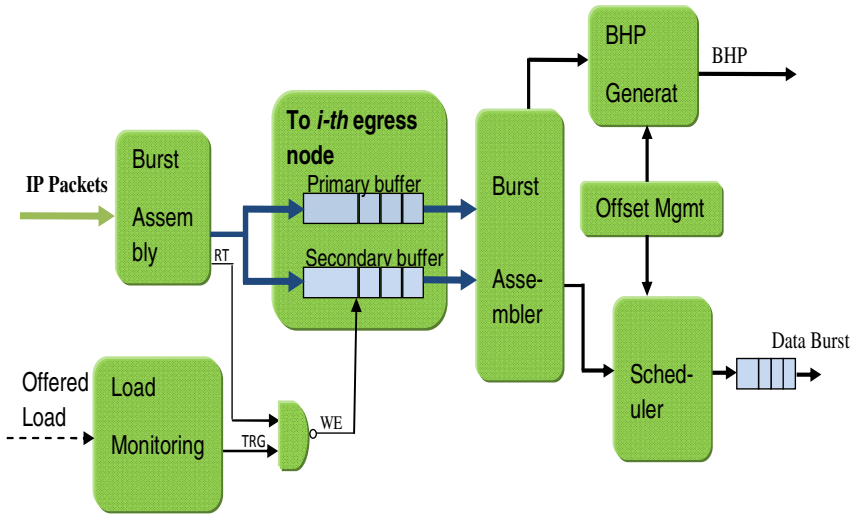 BHP
Generat
BHP
To i-th egress
node
Burst
Assem
bly
IP Packets
Primary buffer
Burst
Asse-
mbler
Offset Mgmt
RT
Secondary buffer
Data Burst
Sched-
uler
Offered
Load
Load
Monitoring
TRG
WE